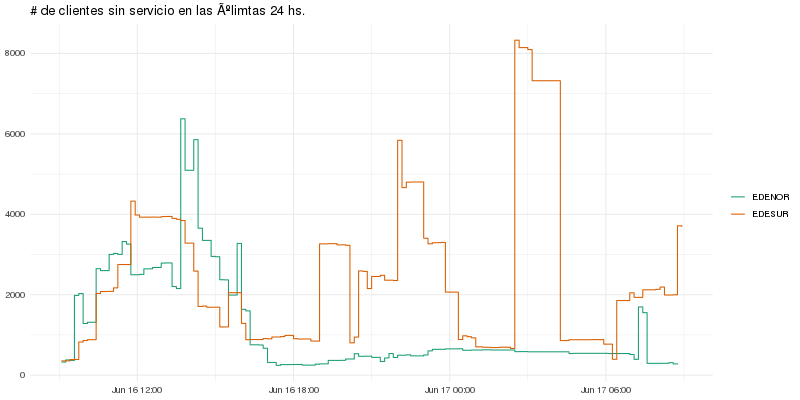 # de clientes sin servicio en las Ãºlimtas 24 hs.
8000
6000
4000
2000
0
Jun 16 12:00
Jun 16 18:00
Jun 17 00:00
Jun 17 06:00
EDENOR
EDESUR